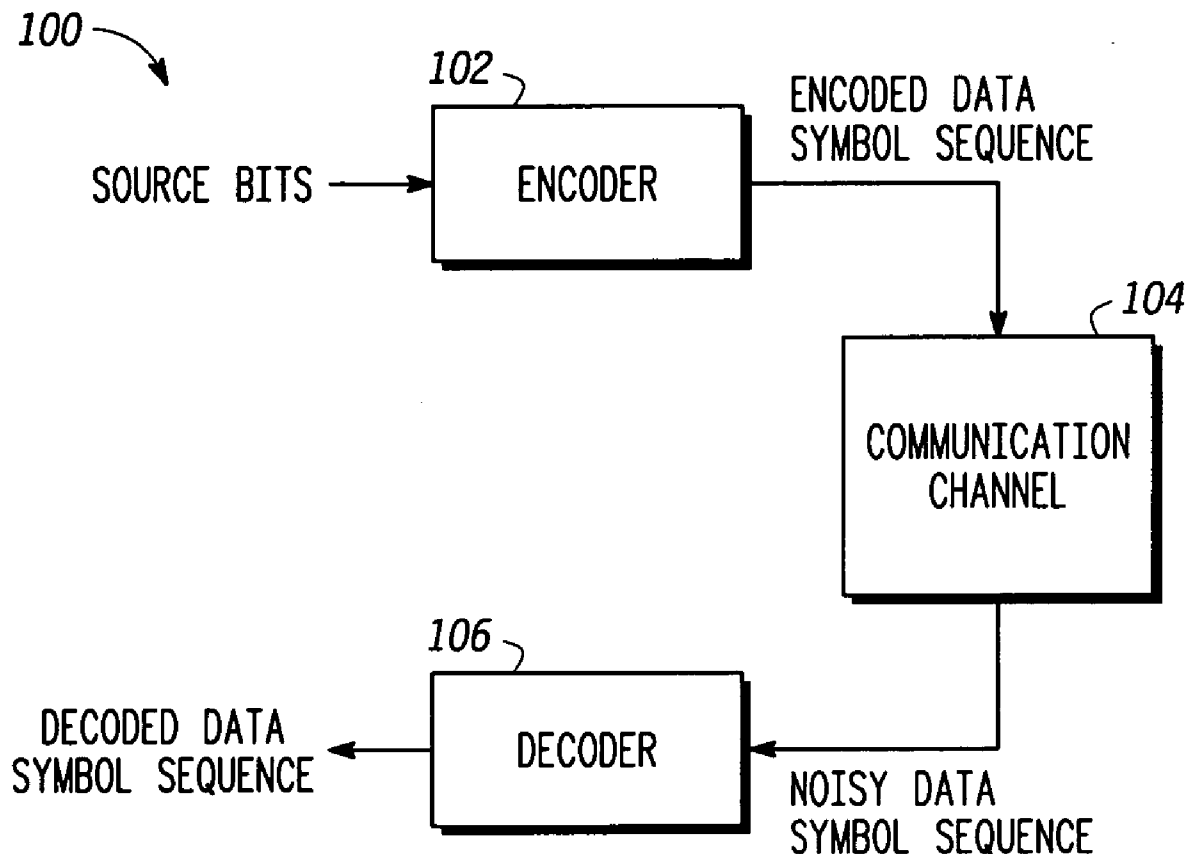 100
102
ENCODED DATA
SYMBOL SEQUENCE
SOURCE BITS
ENCODER
104
COMMUNICATION
CHANNEL
106
DECODED DATA
SYMBOL SEQUENCE
DECODER
NOISY DATA
SYMBOL SEQUENCE